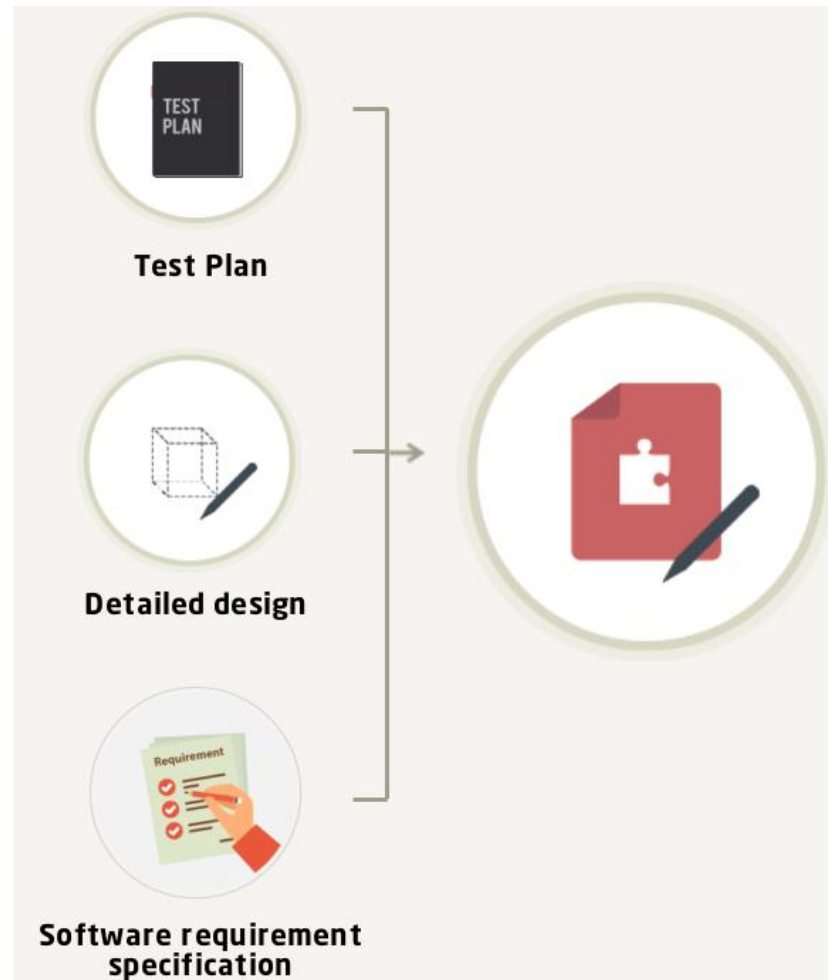 TEST
PLAN
Test Plan
Detailed design
Requirement
Software requirement
specification